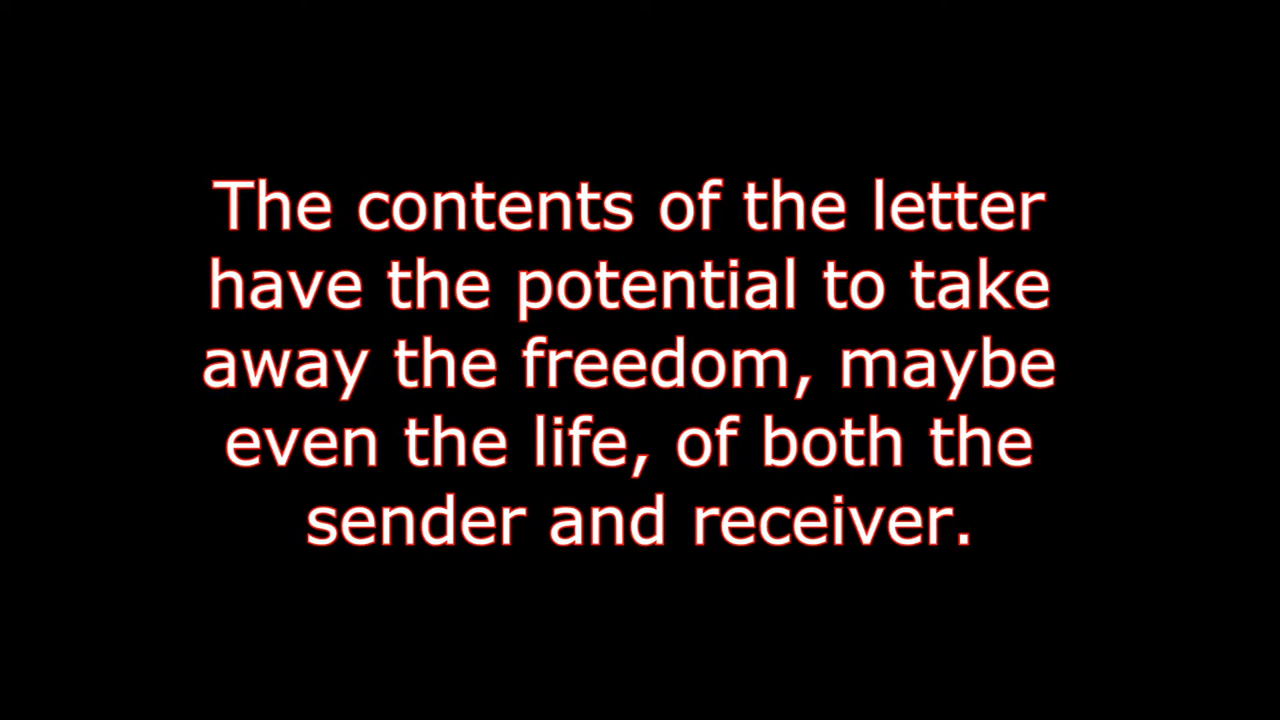 The contents of the letter
have the potential to take
away the freedom, maybe
even the life, of both the
sender and receiver.